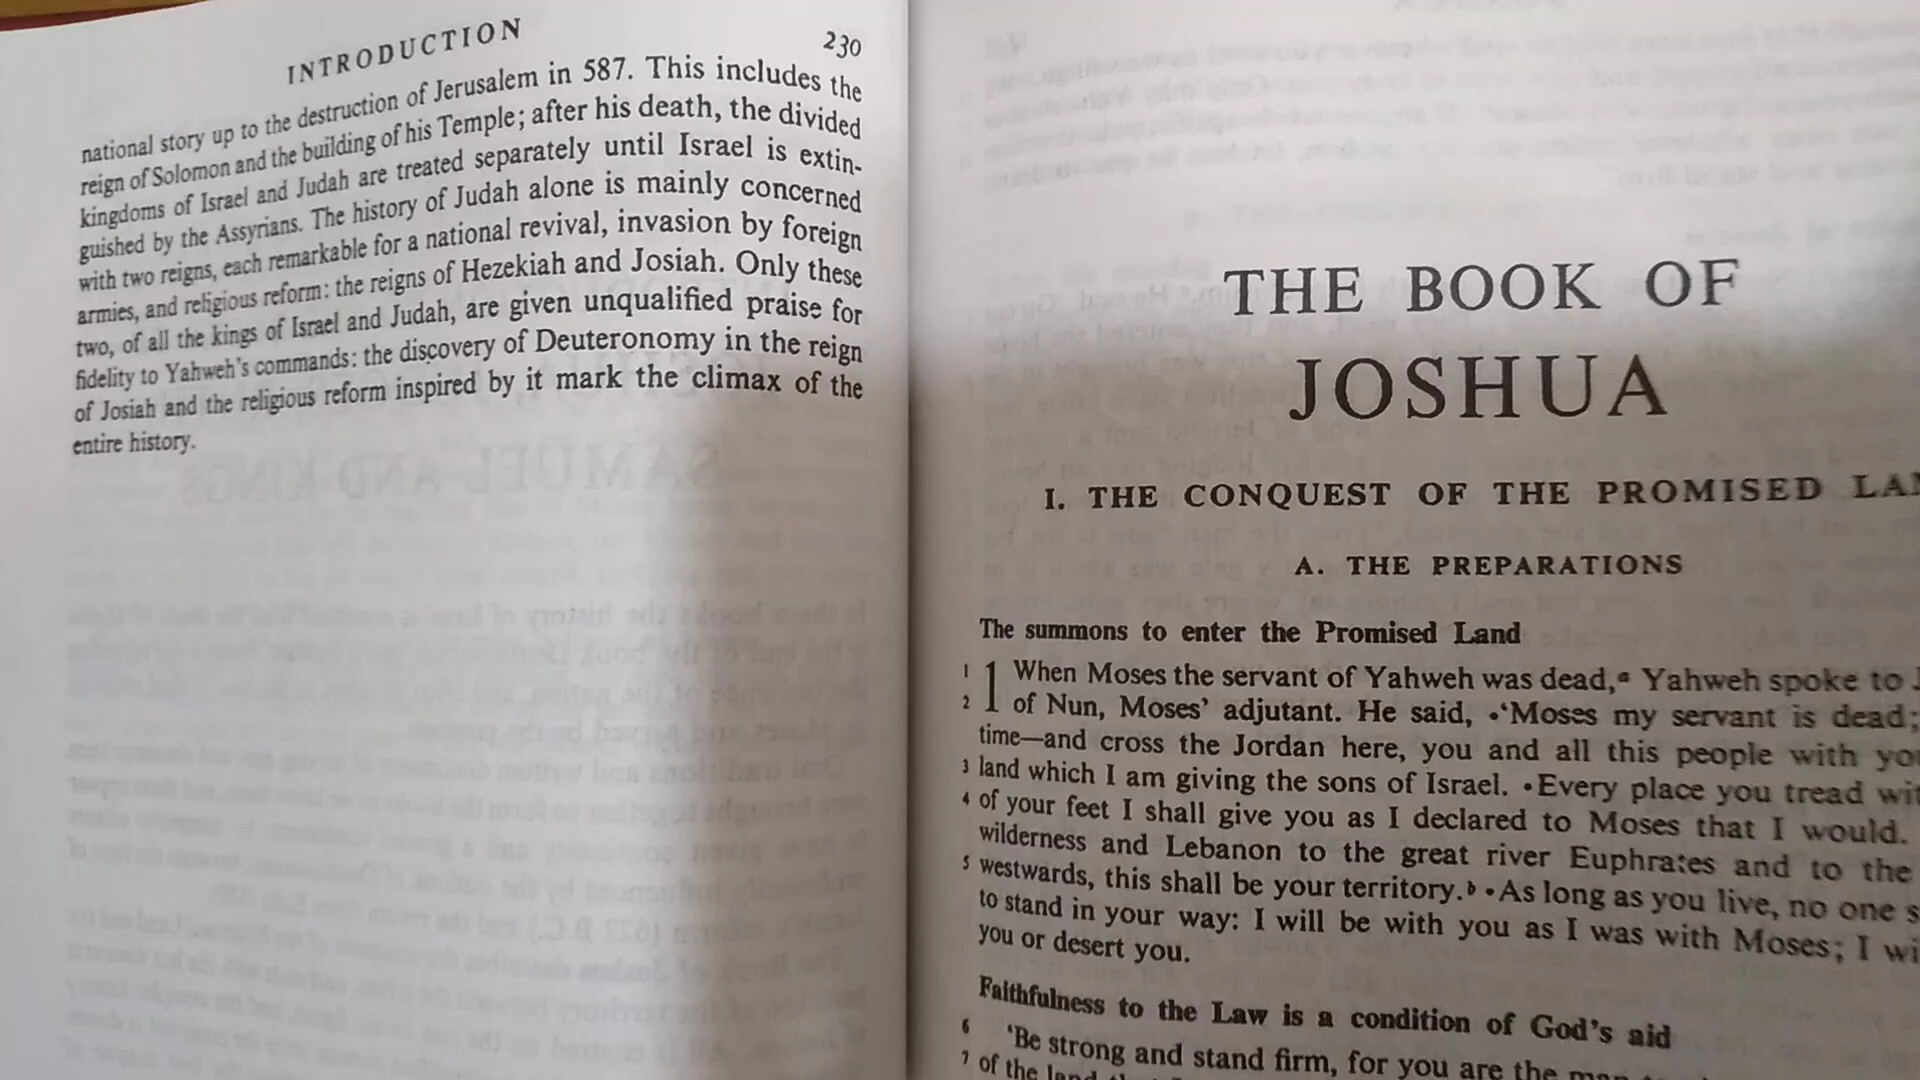 INTRODUCTION 230
national story up to the destruction of Jerusalem in 587. This includes the
reign of Solomon and the building of his Temple; after his death, the divided
kingdoms of Israel and Judah are treated separately until Israel is extin-
guished by the Assyrians. The history of Judah alone is mainly concerned
with two reigns, each remarkable for a national revival, invasion by foreign
armies, and religious reform: the reigns of Hezekiah and Josiah. Only these
two, of all the kings of Israel and Judah, are given unqualified praise for
fidelity to Yahweh's commands: the discovery of Deuteronomy in the reign
of Josiah and the religious reform inspired by it mark the climax of the
entire history.
THE BOOK OF
JOSHUA
I. THE CONQUEST OF THE PROMISED
A. THE PREPARATIONS
The summons to enter the Promised Land
1 1 When Moses the servant of Yahweh was dead,ᵃ Yahweh spoke to
2 of Nun, Moses' adjutant. He said, •'Moses my servant is dead;
time—and cross the Jordan here, you and all this people with
3 land which I am giving the sons of Israel. •Every place you tread
4 of your feet I shall give you as I declared to Moses that I would.
wilderness and Lebanon to the great river Euphrates and to the
5 westwards, this shall be your territory.ᵇ •As long as you live, no one
to stand in your way: I will be with you as I was with Moses; I
you or desert you.
Faithfulness to the Law is a condition of God's aid
6 'Be strong and stand firm, for you are the
7 of the